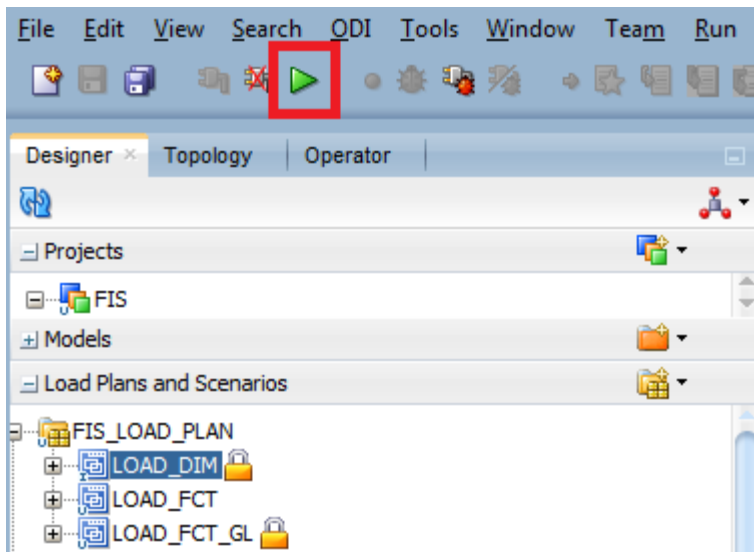 File Edit View Search ODI Tools Window Team Run
Designer Topology Operator
Projects
FIS
Models
Load Plans and Scenarios
FIS_LOAD_PLAN
LOAD_DIM
LOAD_FCT
LOAD_FCT_GL